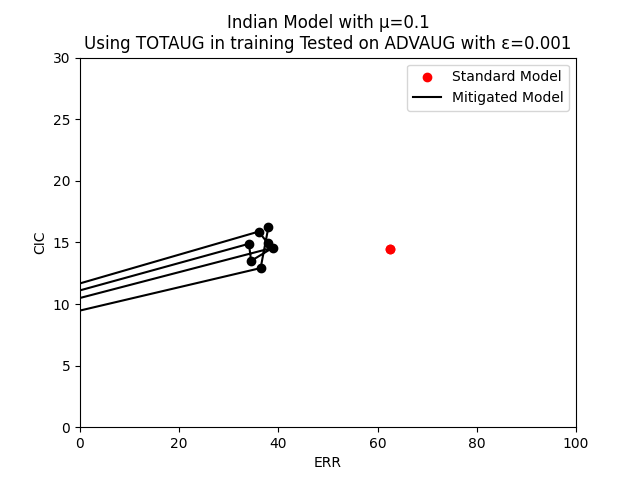 Indian Model with μ=0.1
Using TOTAUG in training Tested on ADVAUG with ε=0.001
Standard Model
Mitigated Model
30
25
20
15
10
5
0
CIC
0 20 40 60 80 100
ERR